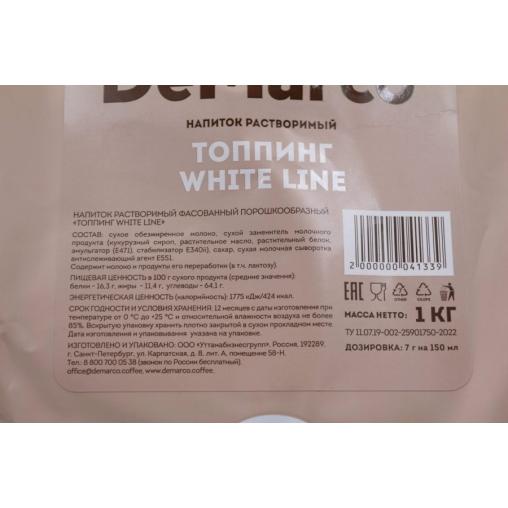 DeMarco
НАПИТОК РАСТВОРИМЫЙ
ТОППИНГ
WHITE LINE
НАПИТОК РАСТВОРИМЫЙ ФАСОВАННЫЙ ПОРОШКООБРАЗНЫЙ
«ТОППИНГ WHITE LINE»
СОСТАВ: сухое обезжиренное молоко, сухой заменитель молочного
продукта (кукурузный сироп, растительное масло, растительный белок,
эмульгатор (Е471), стабилизатор Е340ii), сахар, сухая молочная сыворотка
антислеживающий агент Е551.
Содержит молоко и продукты его переработки (в т.ч. лактозу).
ПИЩЕВАЯ ЦЕННОСТЬ в 100 г сухого продукта (средние значения):
белки - 16,3 г, жиры - 11,4 г, углеводы - 64,1 г.
ЭНЕРГЕТИЧЕСКАЯ ЦЕННОСТЬ (калорийность): 1775 кДж/424 ккал.
СРОК ГОДНОСТИ И УСЛОВИЯ ХРАНЕНИЯ: 12 месяцев с даты изготовления при
температуре от 0 °С до +25 °С и относительной влажности воздуха не более
85%. Вскрытую упаковку хранить плотно закрытой в сухом прохладном месте.
Дата изготовления и упаковывания: указана на упаковке.
ИЗГОТОВЛЕНО И УПАКОВАНО: ООО «Уттанабизнесгрупп». Россия, 192289,
г. Санкт-Петербург, ул. Карпатская, д. 8, лит. А, помещение 58-Н.
Тел.: 8 800 700 05 38 (звонок по России бесплатный).
info@demarco.coffee, www.demarco.coffee
2 000000 041339
EAC
МАССА НЕТТО: 1 КГ
ТУ 11.07.19-002-25901750-2022
ДОЗИРОВКА: 7 г на 150 мл